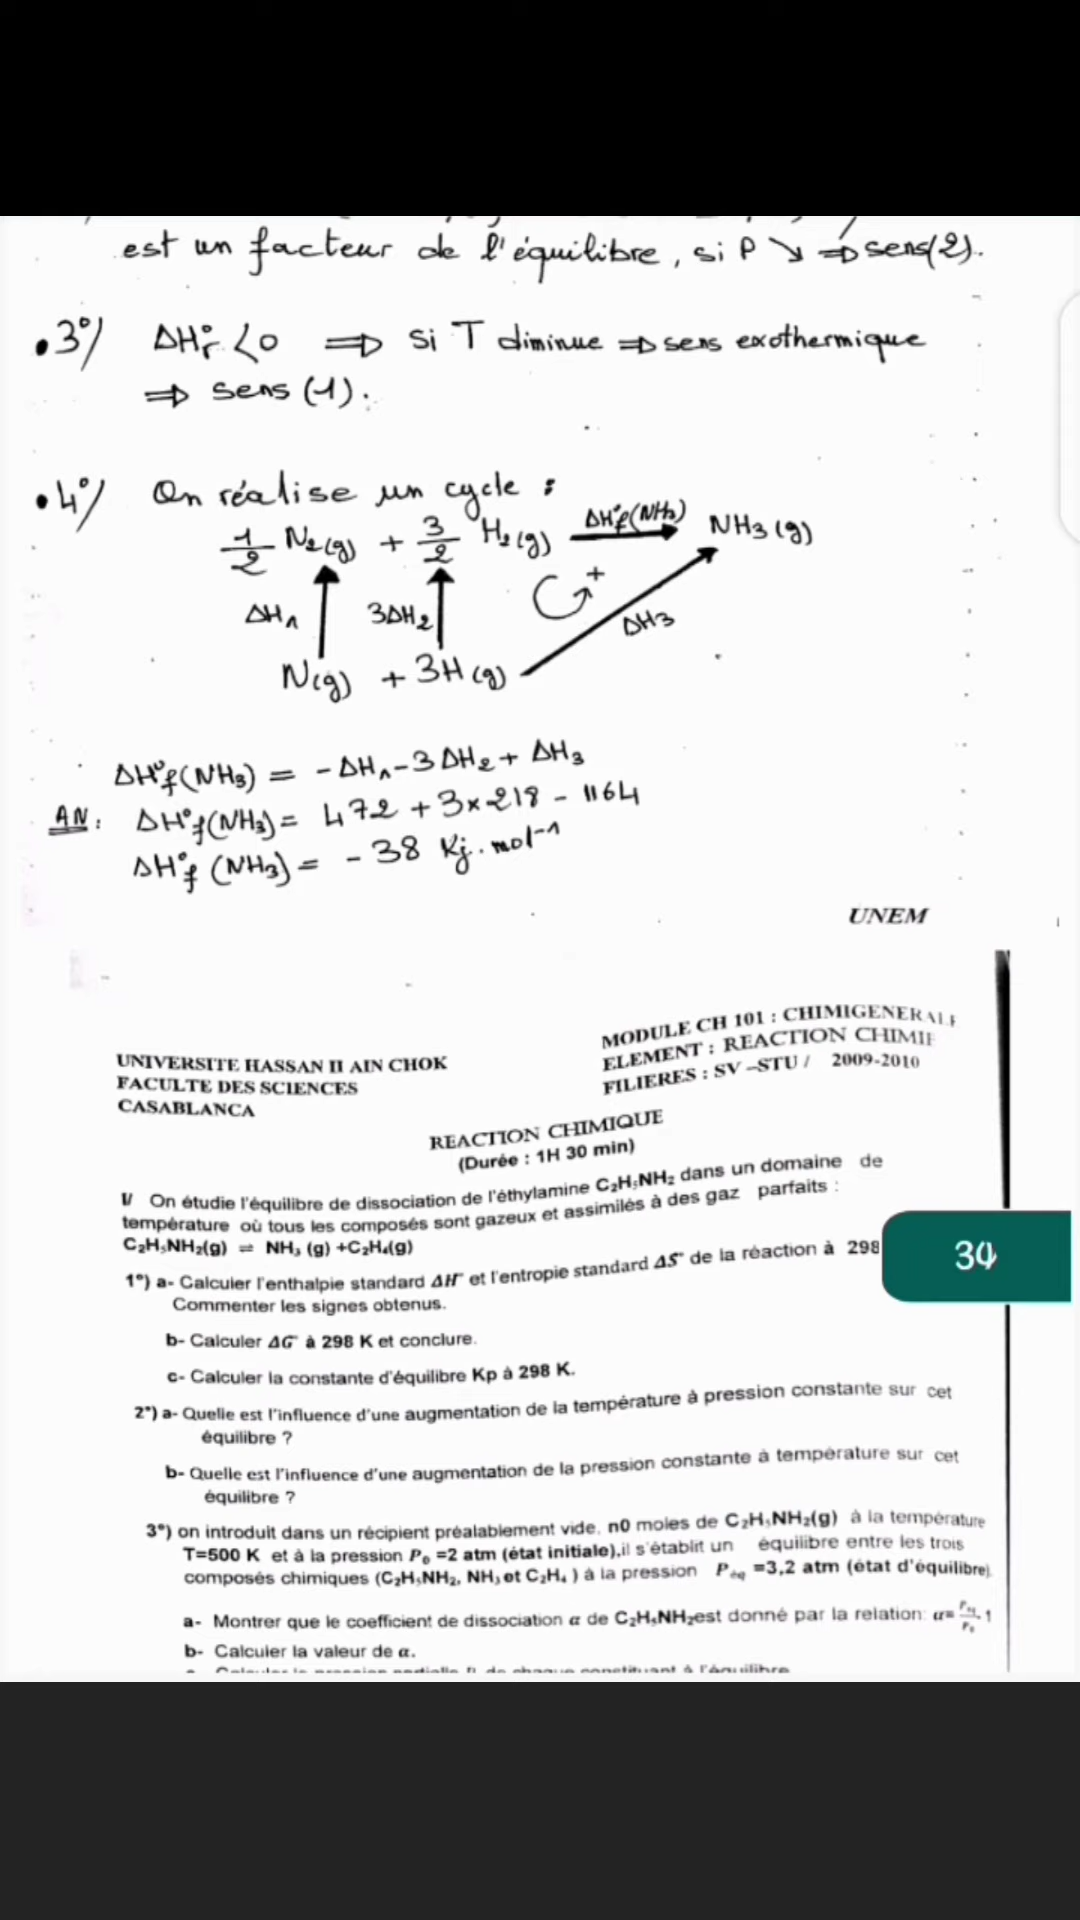 est un facteur de l'équilibre, si P ↘ ⇒ sens(2).
•3°/ ΔH°r < 0 ⇒ si T diminue ⇒ sens exothermique
⇒ sens (1).
•4°/ On réalise un cycle :
1/2 N2(g) + 3/2 H2(g) ΔH°f(NH3) NH3 (g)
+
ΔH1 3ΔH2 ΔH3
N(g) + 3H (g)
ΔH°f(NH3) = -ΔH1 - 3ΔH2 + ΔH3
AN: ΔH°f(NH3) = 472 + 3×218 - 1164
ΔH°f (NH3) = - 38 Kj.mol-1
UNEM
MODULE CH 101 : CHIMIGENERALE
UNIVERSITE HASSAN II AIN CHOK
ELEMENT : REACTION CHIMIE
FACULTE DES SCIENCES
FILIERES : SV –STU / 2009-2010
CASABLANCA
REACTION CHIMIQUE
(Durée : 1H 30 min)
I/ On étudie l'équilibre de dissociation de l'éthylamine C2H5NH2 dans un domaine de
température où tous les composés sont gazeux et assimilés à des gaz parfaits :
C2H5NH2(g) ⇌ NH3 (g) +C2H4(g)
1°) a- Calculer l'enthalpie standard ΔH° et l'entropie standard ΔS° de la réaction à 298
Commenter les signes obtenus.
b- Calculer ΔG° à 298 K et conclure.
c- Calculer la constante d'équilibre Kp à 298 K.
2°) a- Quelle est l'influence d'une augmentation de la température à pression constante sur cet
équilibre ?
b- Quelle est l'influence d'une augmentation de la pression constante à température sur cet
équilibre ?
3°) on introduit dans un récipient préalablement vide, n0 moles de C2H5NH2(g) à la température
T=500 K et à la pression P0 =2 atm (état initiale),il s'établit un équilibre entre les trois
composés chimiques (C2H5NH2, NH3 et C2H4 ) à la pression Péq =3,2 atm (état d'équilibre)
a- Montrer que le coefficient de dissociation α de C2H5NH2est donné par la relation: α= Péq/P0 -1
b- Calculer la valeur de α.